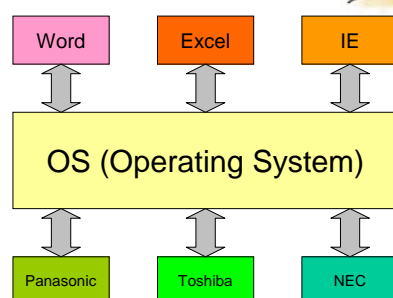 Word
Excel
IE
OS (Operating System)
Panasonic
Toshiba
NEC